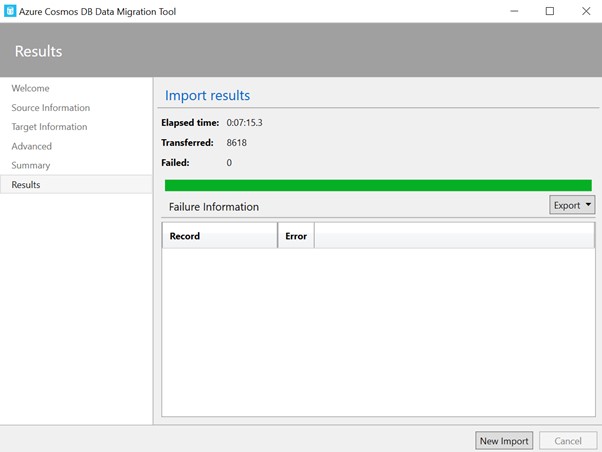 Azure Cosmos DB Data Migration Tool
Results
Welcome
Source Information
Target Information
Advanced
Summary
Results
Import results
Elapsed time: 0:07:15.3
Transferred: 8618
Failed: 0
Failure Information
Export
Record Error
New Import Cancel